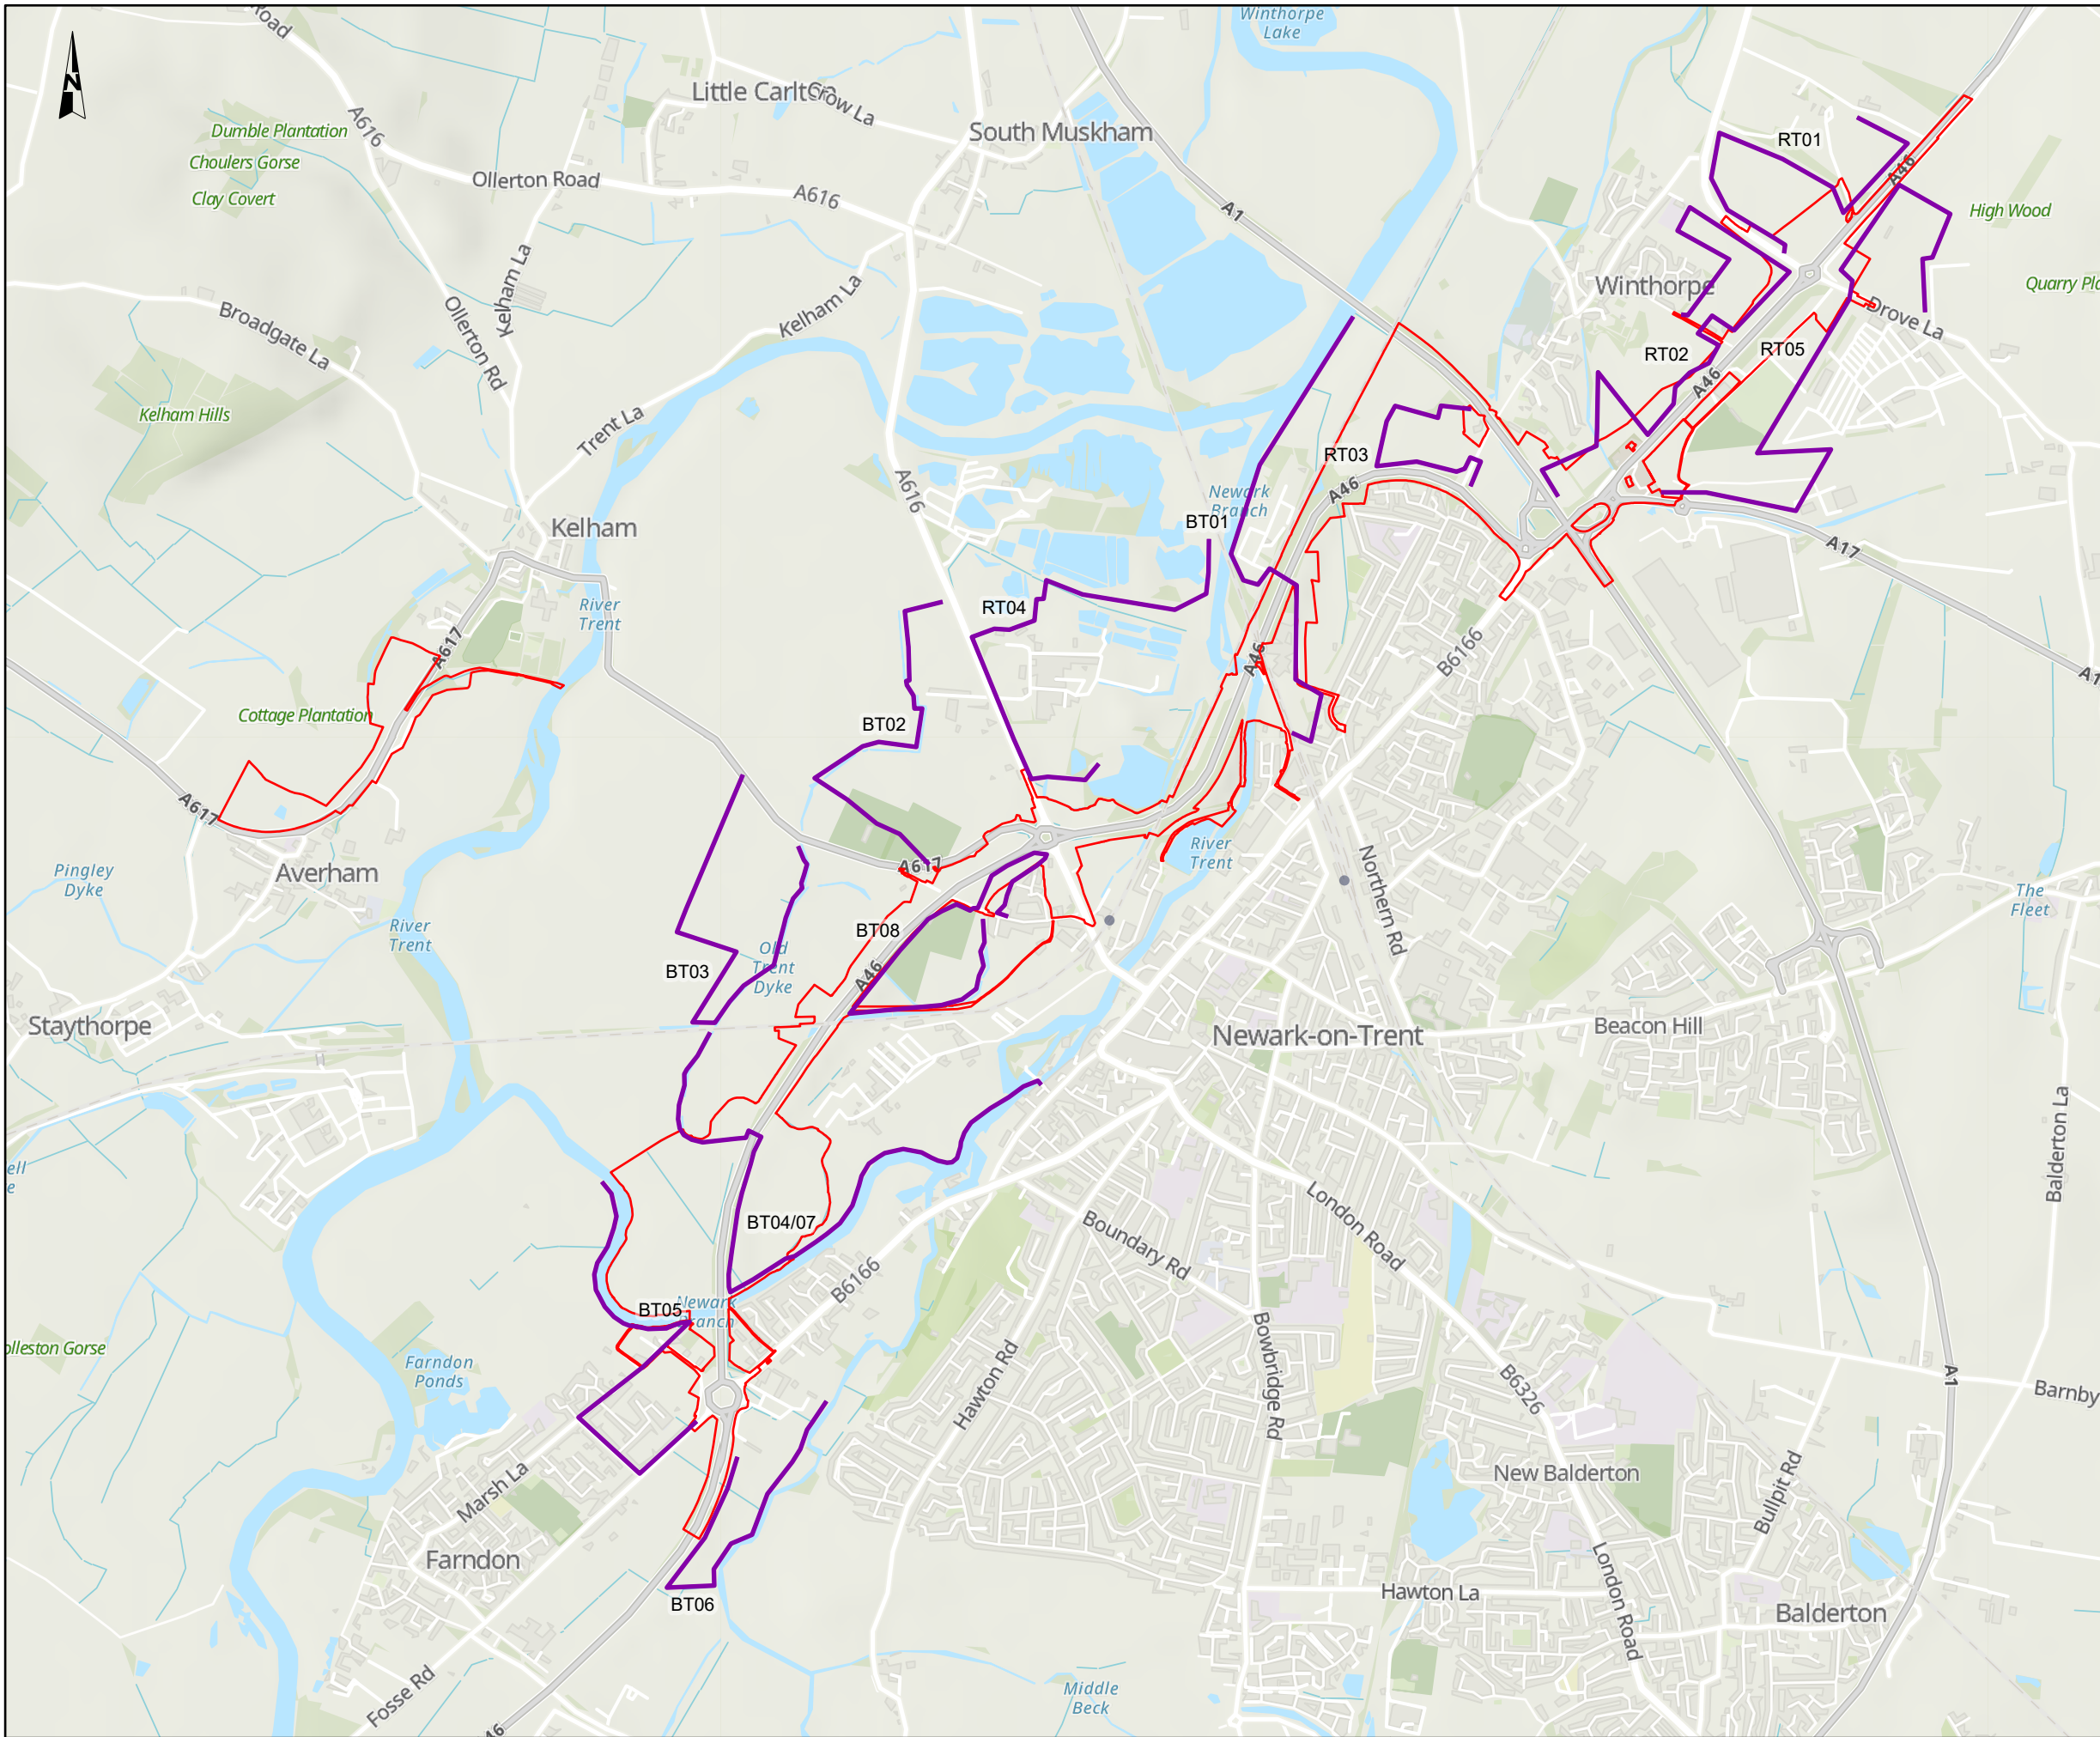 Road
Winthorpe
Lake
N
Little Carlton
Crow La
South Muskham
A616
Dumble Plantation
Choulers Gorse
Clay Covert
Ollerton Road
A616
A1
RT01
A46
High Wood
Kelham La
Winthorpe
Quarry Pla
Broadgate La
Ollerton Rd
Kelham La
Drove La
RT02
RT05
A46
Kelham Hills
Trent La
RT03
A616
A46
Newark
Branch
BT01
Kelham
A17
River
Trent
RT04
A617
A46
B6166
A1
Cottage Plantation
BT02
A617
River
Trent
Averham
A617
Northern Rd
Pingley
Dyke
The
Fleet
River
Trent
BT08
Old
Trent
Dyke
BT03
A46
Staythorpe
Newark-on-Trent
Beacon Hill
Balderton La
ell
e
BT04/07
Boundary Rd
London Road
B6166
BT05
Newark
Branch
olleston Gorse
Farndon
Ponds
Hawton Rd
Bowbridge Rd
B6326
A1
Barnby
Marsh La
New Balderton
Bullpit Rd
Farndon
BT06
Hawton La
London Road
Balderton
Fosse Rd
Middle
Beck
46